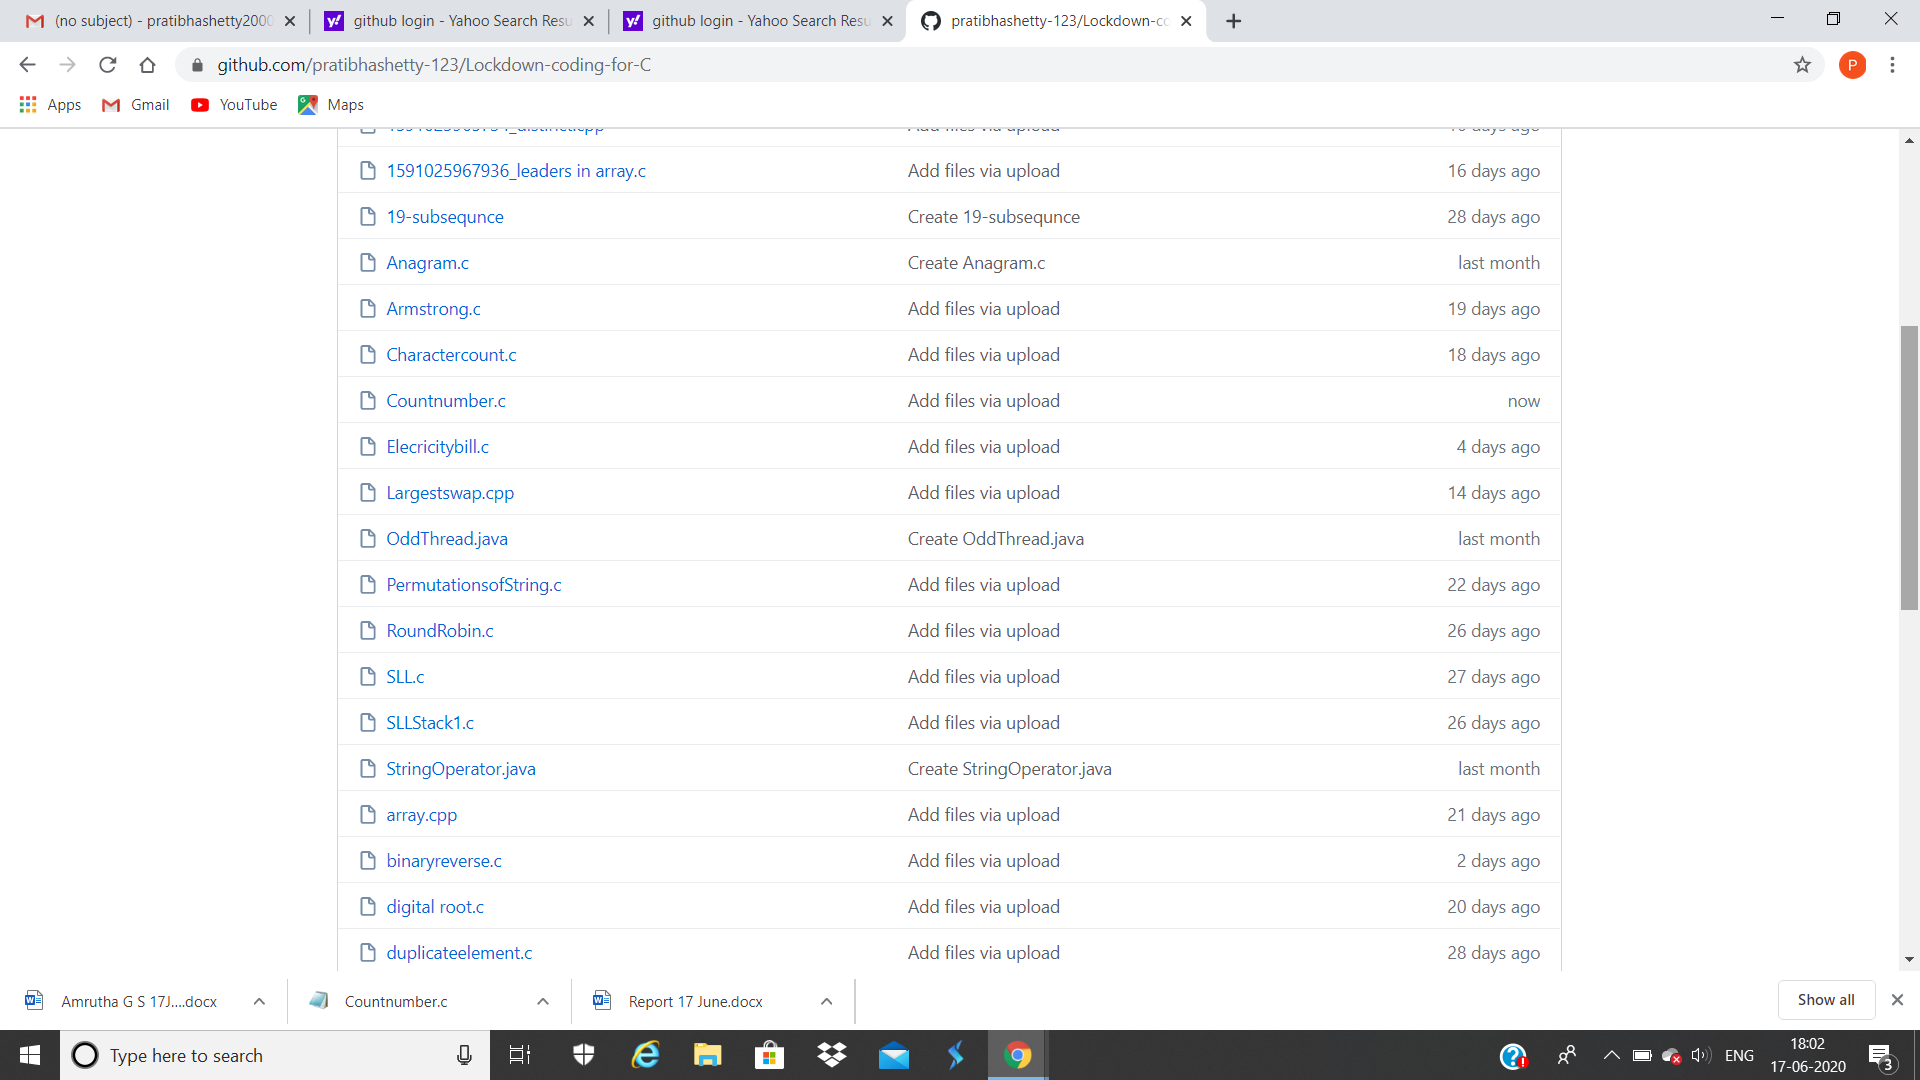 (no subject) - pratibhashetty2000
github login - Yahoo Search Resu
github login - Yahoo Search Resu
pratibhashetty-123/Lockdown-co
github.com/pratibhashetty-123/Lockdown-coding-for-C
P
Apps
Gmail
YouTube
Maps
1591025967936_leaders in array.c Add files via upload 16 days ago
19-subsequnce Create 19-subsequnce 28 days ago
Anagram.c Create Anagram.c last month
Armstrong.c Add files via upload 19 days ago
Charactercount.c Add files via upload 18 days ago
Countnumber.c Add files via upload now
Elecricitybill.c Add files via upload 4 days ago
Largestswap.cpp Add files via upload 14 days ago
OddThread.java Create OddThread.java last month
PermutationsofString.c Add files via upload 22 days ago
RoundRobin.c Add files via upload 26 days ago
SLL.c Add files via upload 27 days ago
SLLStack1.c Add files via upload 26 days ago
StringOperator.java Create StringOperator.java last month
array.cpp Add files via upload 21 days ago
binaryreverse.c Add files via upload 2 days ago
digital root.c Add files via upload 20 days ago
duplicateelement.c Add files via upload 28 days ago
Amrutha G S 17J....docx
Countnumber.c
Report 17 June.docx
Show all
Type here to search
ENG
18:02
17-06-2020
3